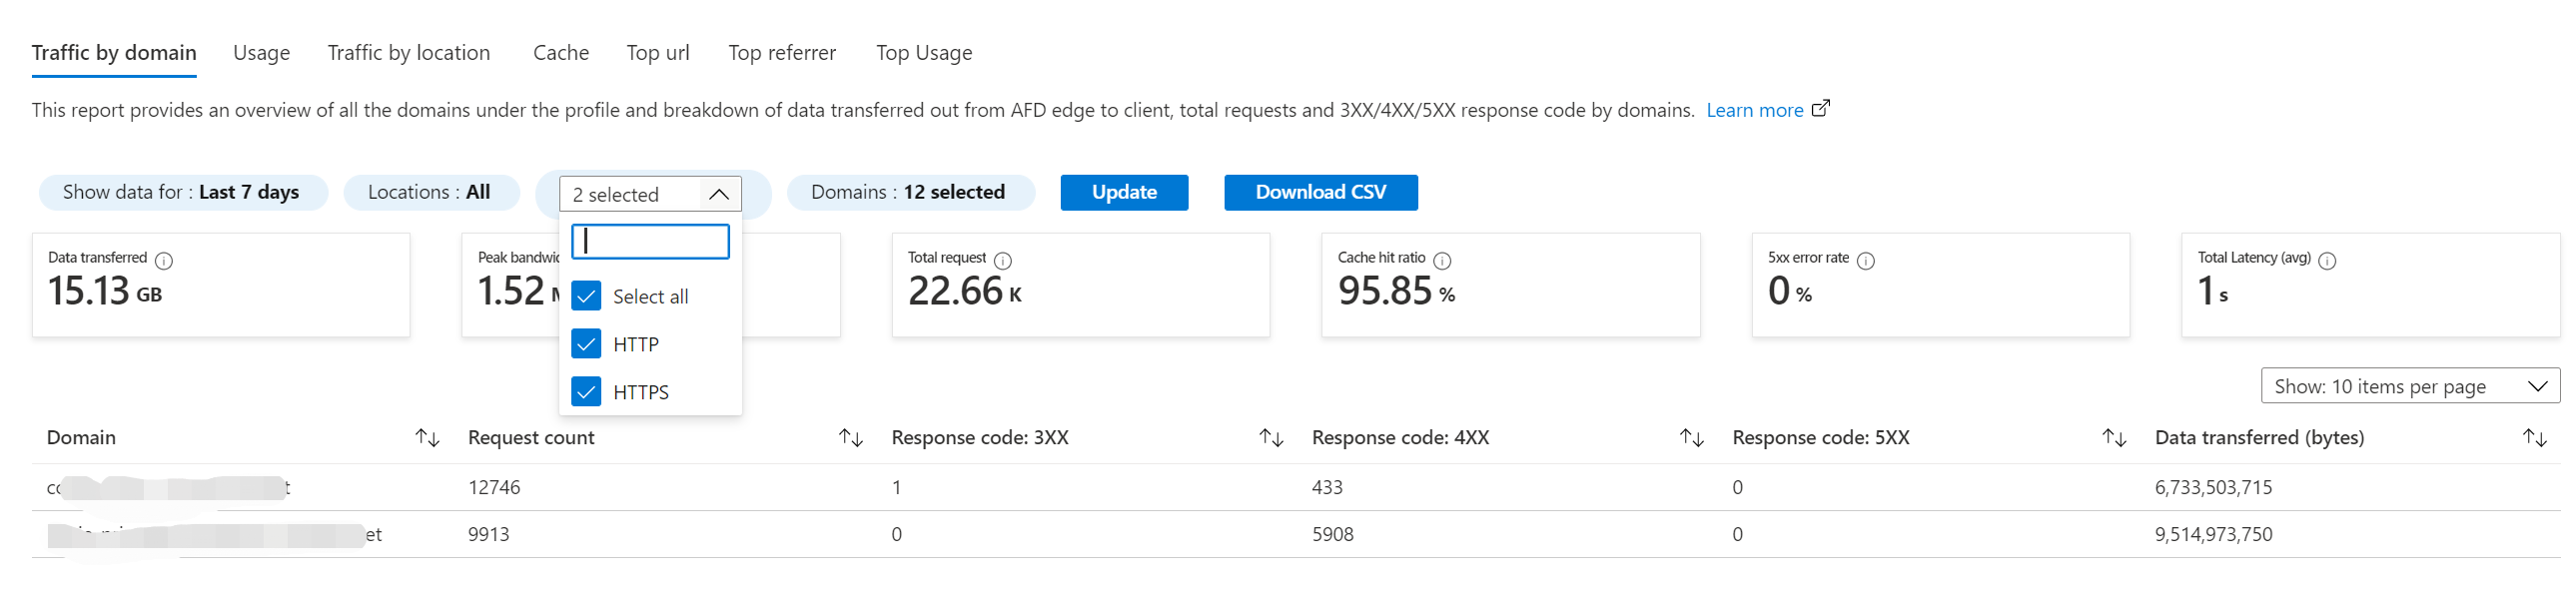 Traffic by domain Usage Traffic by location Cache Top url Top referrer Top Usage
This report provides an overview of all the domains under the profile and breakdown of data transferred out from AFD edge to client, total requests and 3XX/4XX/5XX response code by domains. Learn more
Show data for : Last 7 days Locations : All 2 selected Domains : 12 selected Update Download CSV
Data transferred Peak Total request Cache hit ratio 5xx error rate Total Latency (avg)
15.13 GB 1.52 22.66 K 95.85 % 0 % 1 s
Select all
HTTP
HTTPS
Show: 10 items per page
Domain Request count Response code: 3XX Response code: 4XX Response code: 5XX Data transferred (bytes)
12746 1 433 0 6,733,503,715
9913 0 5908 0 9,514,973,750